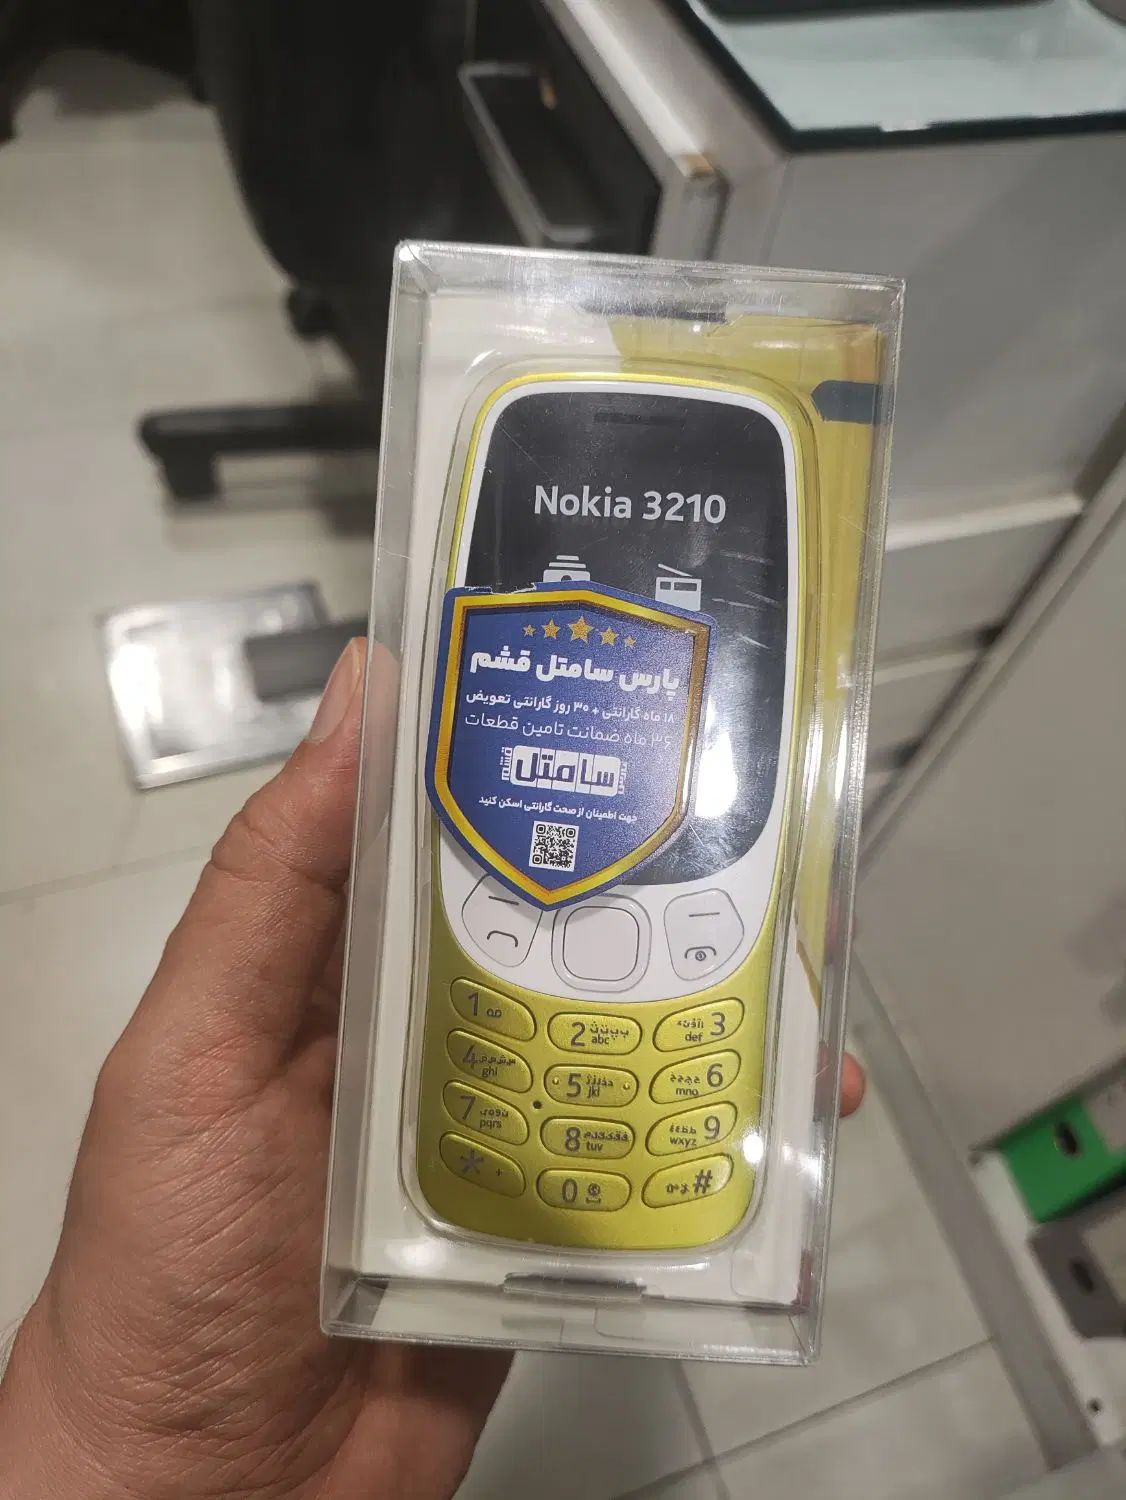 Nokia 3210
پارس سامتل قشم
۱۸ ماه گارانتی + ۳۰ روز گارانتی تعویض
۳۶ ماه ضمانت تامین قطعات
سامتل
قشم
جهت اطمینان از صحت گارانتی اسکن کنید
1
2 ب پ ت ث abc
3 def
4 س ش ص ض ghi
5 د ذ ر ز ژ jkl
6 ج چ ح خ mno
7 ن و ه ی pqrs
8 ف ق ک گ ل م tuv
9 ط ظ ع غ wxyz
* +
0
#